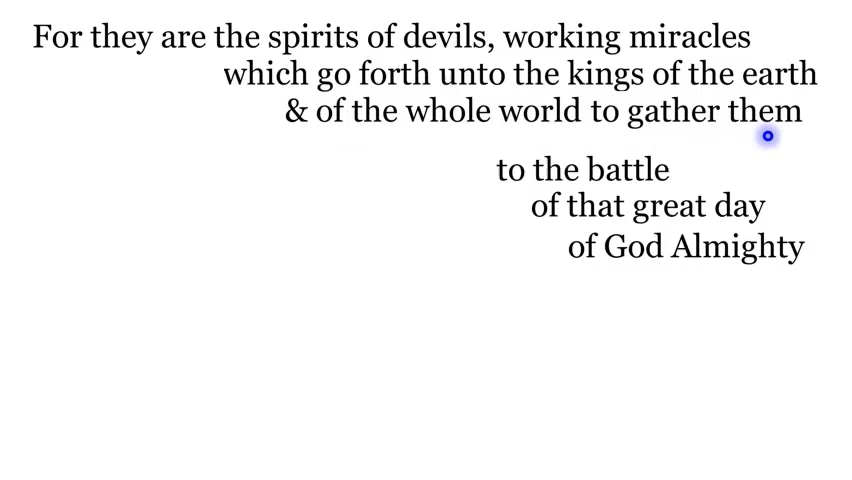 For they are the spirits of devils, working miracles
which go forth unto the kings of the earth
& of the whole world to gather them
to the battle
of that great day
of God Almighty